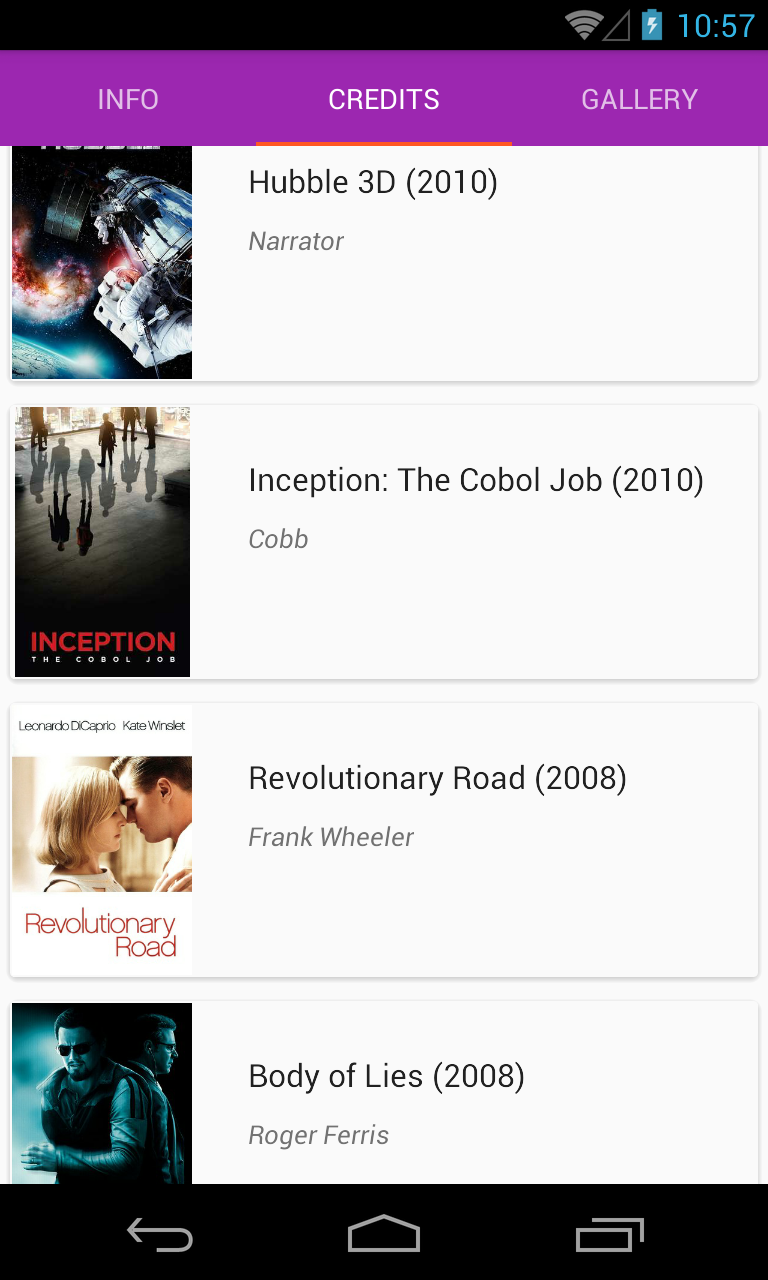 10:57
INFO
CREDITS
GALLERY
Hubble 3D (2010)
Narrator
Inception: The Cobol Job (2010)
Cobb
INCEPTION
THE COBOL JOB
Leonardo DiCaprio Kate Winslet
Revolutionary Road (2008)
Frank Wheeler
Revolutionary
Road
Body of Lies (2008)
Roger Ferris